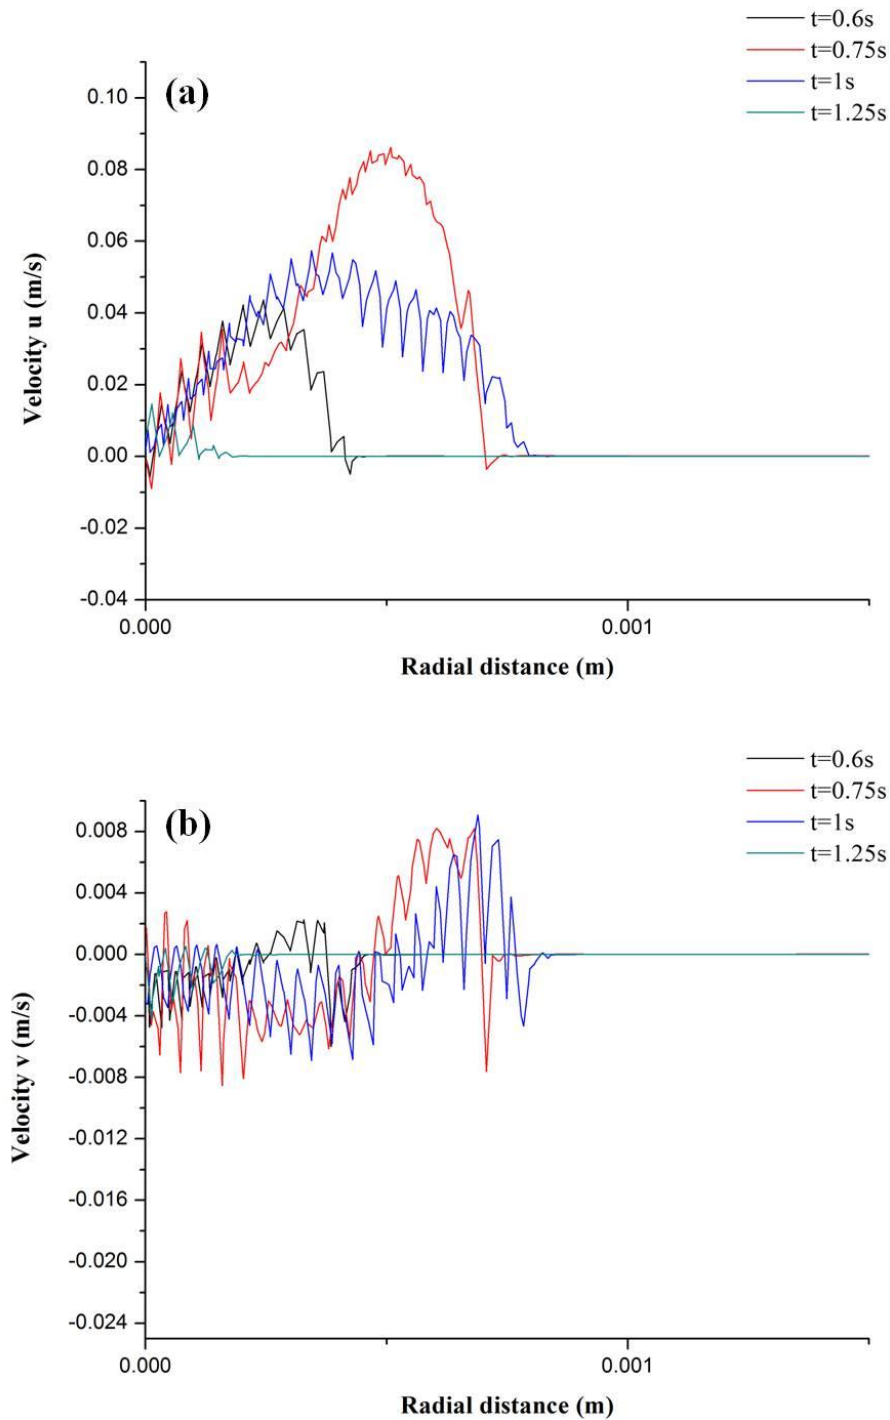 t=0.6s
t=0.75s
t=1s
t=1.25s
(a)
0.10
0.08
0.06
0.04
0.02
0.00
-0.02
-0.04
Velocity u (m/s)
0.000
0.001
Radial distance (m)
t=0.6s
t=0.75s
t=1s
t=1.25s
(b)
0.008
0.004
0.000
-0.004
-0.008
-0.012
-0.016
-0.020
-0.024
Velocity v (m/s)
0.000
0.001
Radial distance (m)